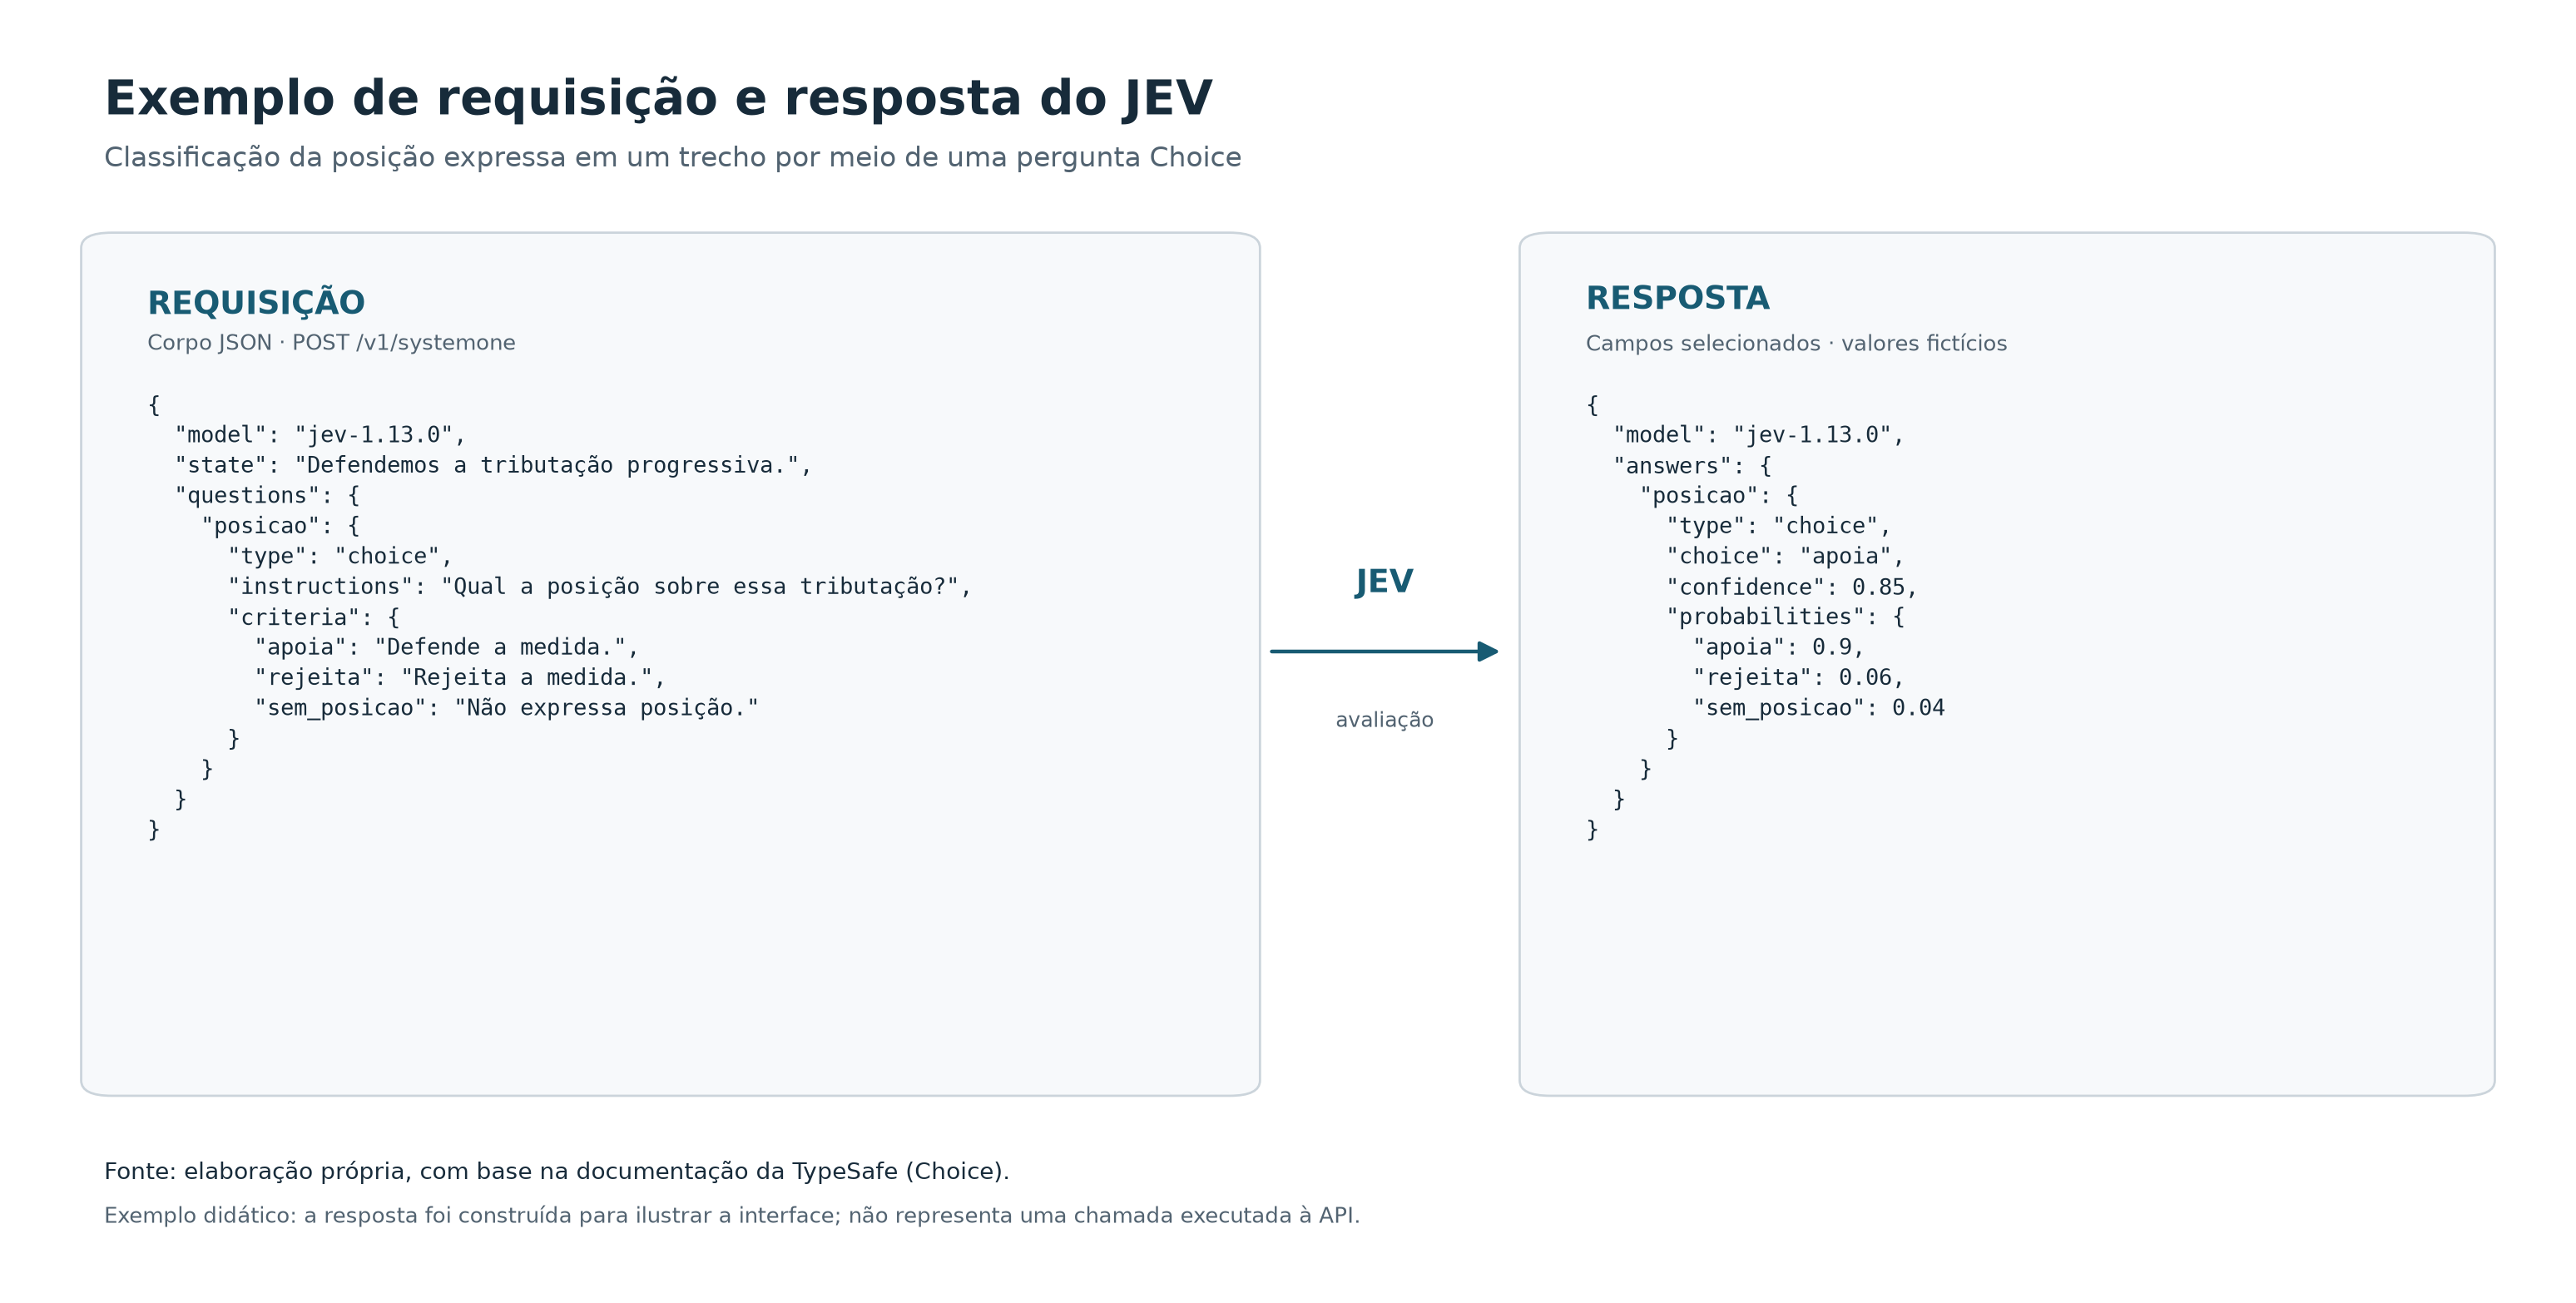 Exemplo de requisição e resposta do JEV
Classificação da posição expressa em um trecho por meio de uma pergunta Choice
REQUISIÇÃO
Corpo JSON · POST /v1/systemone
{
  "model": "jev-1.13.0",
  "state": "Defendemos a tributação progressiva.",
  "questions": {
    "posicao": {
      "type": "choice",
      "instructions": "Qual a posição sobre essa tributação?",
      "criteria": {
        "apoia": "Defende a medida.",
        "rejeita": "Rejeita a medida.",
        "sem_posicao": "Não expressa posição."
      }
    }
  }
}
JEV
avaliação
RESPOSTA
Campos selecionados · valores fictícios
{
  "model": "jev-1.13.0",
  "answers": {
    "posicao": {
      "type": "choice",
      "choice": "apoia",
      "confidence": 0.85,
      "probabilities": {
        "apoia": 0.9,
        "rejeita": 0.06,
        "sem_posicao": 0.04
      }
    }
  }
}
Fonte: elaboração própria, com base na documentação da TypeSafe (Choice).
Exemplo didático: a resposta foi construída para ilustrar a interface; não representa uma chamada executada à API.